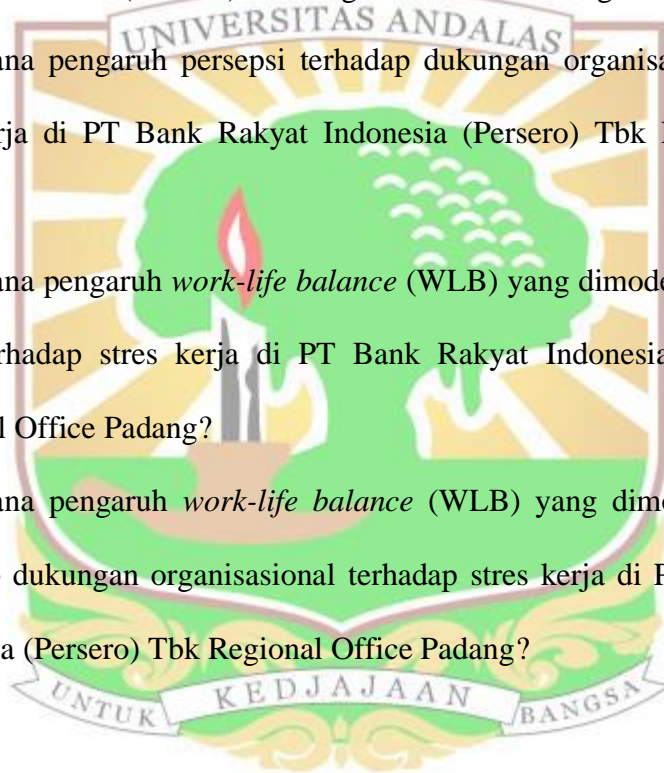 UNIVERSITAS ANDALAS
ana pengaruh persepsi terhadap dukungan organisa
rja di PT Bank Rakyat Indonesia (Persero) Tbk
ana pengaruh work-life balance (WLB) yang dimode
rhadap stres kerja di PT Bank Rakyat Indonesia
l Office Padang?
ana pengaruh work-life balance (WLB) yang dimo
dukungan organisasional terhadap stres kerja di P
a (Persero) Tbk Regional Office Padang?
UNTUK KEDJAJAAN BANGSA